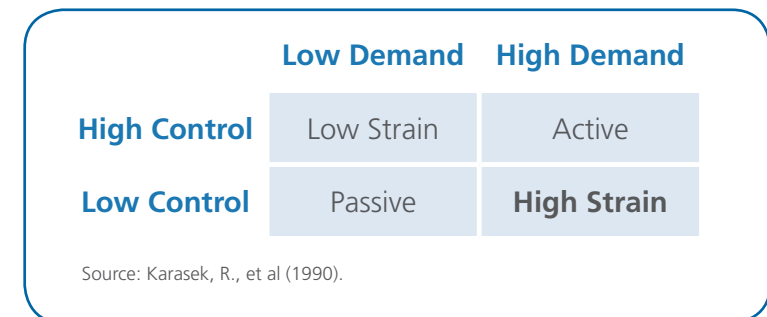 Low Demand High Demand
High Control Low Strain Active
Low Control Passive High Strain
Source: Karasek, R., et al (1990).